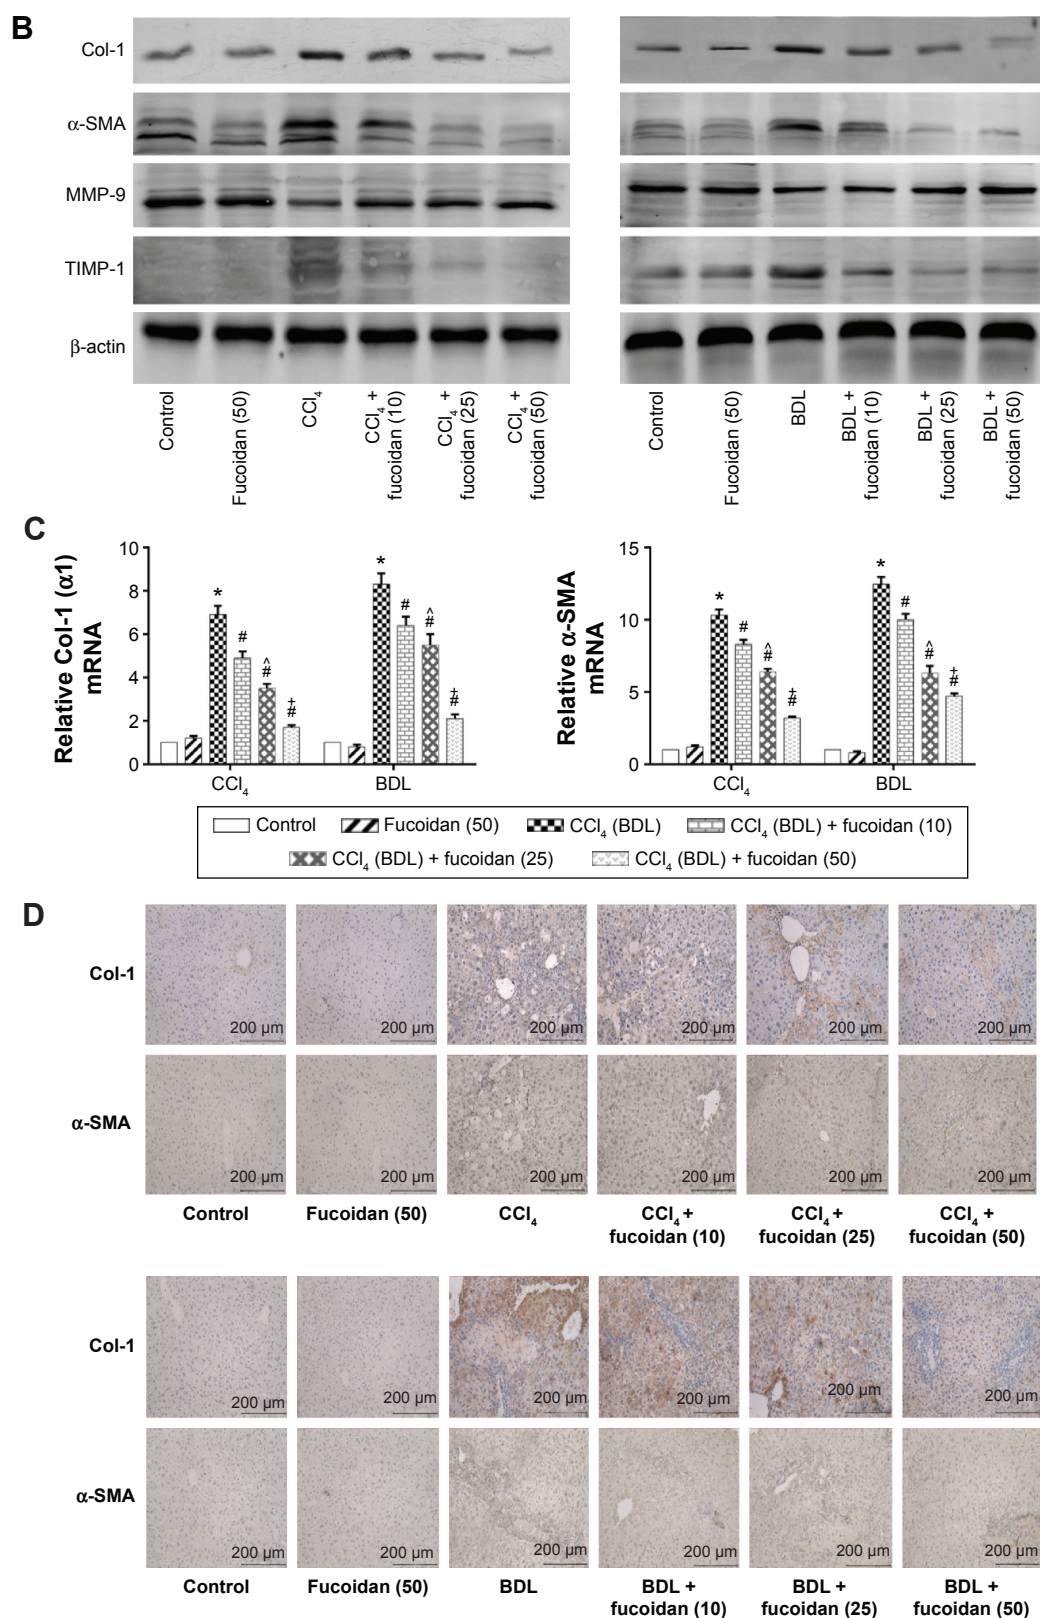 B
Col-1
α-SMA
MMP-9
TIMP-1
β-actin
Control
Fucoidan (50)
CCl4
CCl4 +
fucoidan (10)
CCl4 +
fucoidan (25)
CCl4 +
fucoidan (50)
Control
Fucoidan (50)
BDL
BDL +
fucoidan (10)
BDL +
fucoidan (25)
BDL +
fucoidan (50)
C
Relative Col-1 (α1)
mRNA
10
8
6
4
2
0
*
#
^
#
‡
#
*
#
^
#
‡
#
CCl4
BDL
Relative α-SMA
mRNA
15
10
5
0
*
#
^
#
‡
#
*
#
^
#
‡
#
CCl4
BDL
Control
Fucoidan (50)
CCl4 (BDL)
CCl4 (BDL) + fucoidan (10)
CCl4 (BDL) + fucoidan (25)
CCl4 (BDL) + fucoidan (50)
D
Col-1
200 µm
200 µm
200 µm
200 µm
200 µm
200 µm
α-SMA
200 µm
200 µm
200 µm
200 µm
200 µm
200 µm
Control
Fucoidan (50)
CCl4
CCl4 +
fucoidan (10)
CCl4 +
fucoidan (25)
CCl4 +
fucoidan (50)
Col-1
200 µm
200 µm
200 µm
200 µm
200 µm
200 µm
α-SMA
200 µm
200 µm
200 µm
200 µm
200 µm
200 µm
Control
Fucoidan (50)
BDL
BDL +
fucoidan (10)
BDL +
fucoidan (25)
BDL +
fucoidan (50)